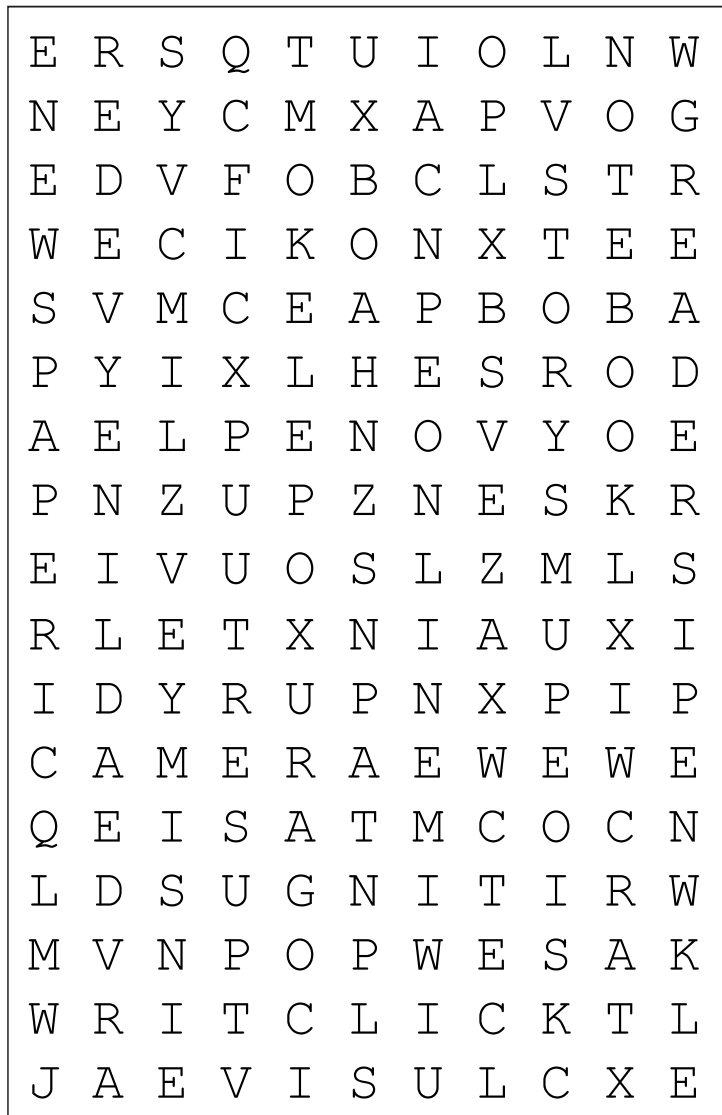 E R S Q T U I O L N W
N E Y C M X A P V O G
E D V F O B C L S T R
W E C I K O N X T E E
S V M C E A P B O B A
P Y I X L H E S R O D
A E L P E N O V Y O E
P N Z U P Z N E S K R
E I V U O S L Z M L S
R L E T X N I A U X I
I D Y R U P N X P I P
C A M E R A E W E W E
Q E I S A T M C O C N
L D S U G N I T I R W
M V N P O P W E S A K
W R I T C L I C K T L
J A E V I S U L C X E